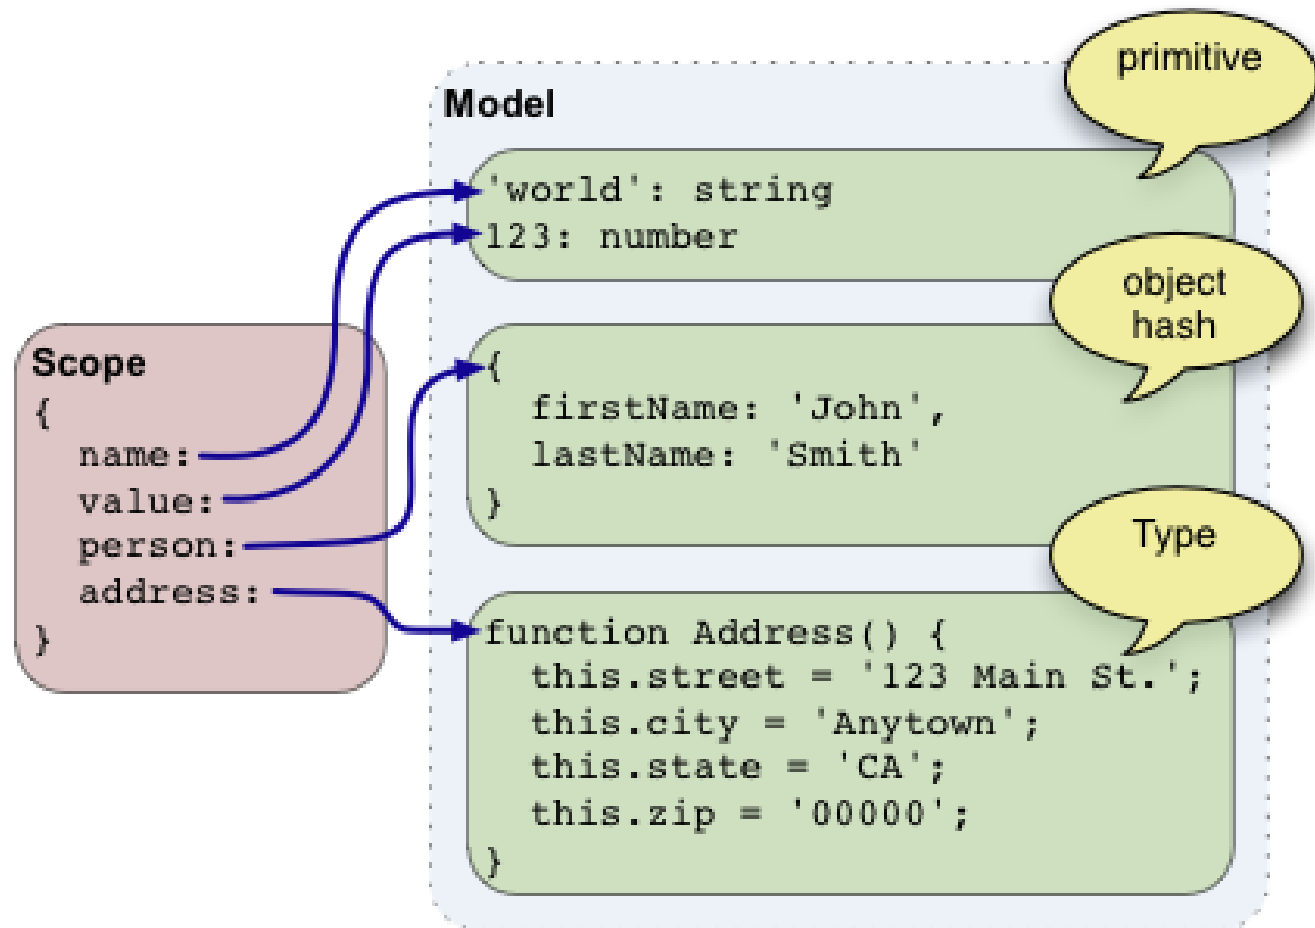 Scope
{
name:
value:
person:
address:
}
Model
primitive
'world': string
123: number
object
hash
{
firstName: 'John',
lastName: 'Smith'
}
Type
function Address() {
this.street = '123 Main St.';
this.city = 'Anytown';
this.state = 'CA';
this.zip = '00000';
}